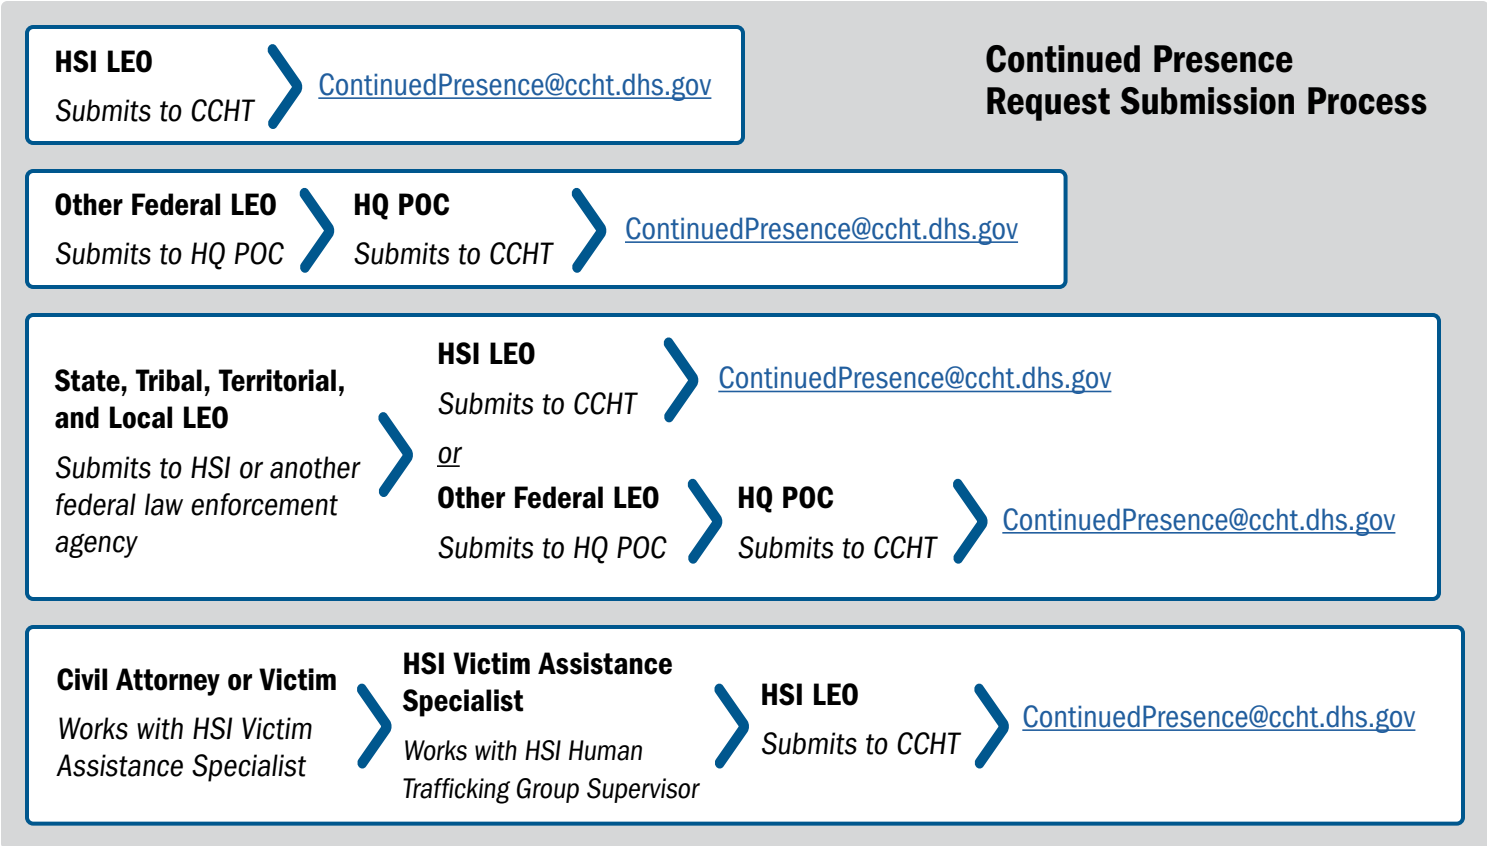 Continued Presence
Request Submission Process
HSI LEO
Submits to CCHT
ContinuedPresence@ccht.dhs.gov
Other Federal LEO
Submits to HQ POC
HQ POC
Submits to CCHT
ContinuedPresence@ccht.dhs.gov
State, Tribal, Territorial,
and Local LEO
Submits to HSI or another
federal law enforcement
agency
HSI LEO
Submits to CCHT
ContinuedPresence@ccht.dhs.gov
or
Other Federal LEO
Submits to HQ POC
HQ POC
Submits to CCHT
ContinuedPresence@ccht.dhs.gov
Civil Attorney or Victim
Works with HSI Victim
Assistance Specialist
HSI Victim Assistance
Specialist
Works with HSI Human
Trafficking Group Supervisor
HSI LEO
Submits to CCHT
ContinuedPresence@ccht.dhs.gov